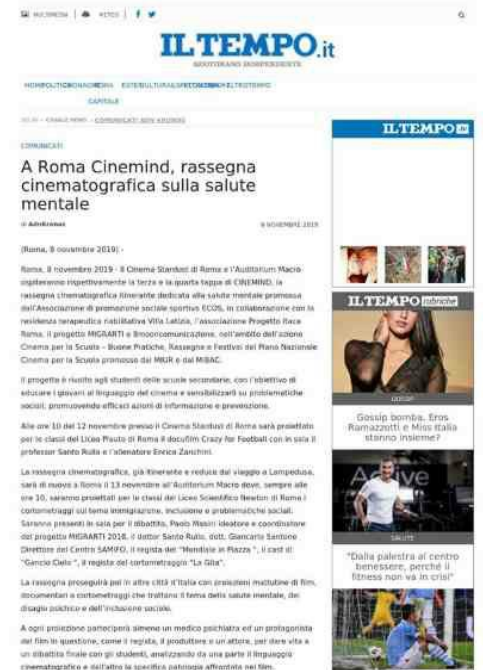 MULTIMEDIA METEO
IL TEMPO.it
QUOTIDIANO INDIPENDENTE
CAPITALE
A Roma Cinemind, rassegna
cinematografica sulla salute
mentale
COMUNICATI
di AdnKronos
8 NOVEMBRE 2019
(Roma, 8 novembre 2019) -
Roma, 8 novembre 2019 - Il Cinema Stardust di Roma e l'Auditorium Macro
ospiteranno rispettivamente la terza e la quarta tappa di CINEMIND, la
rassegna cinematografica itinerante dedicata alla salute mentale promossa
dall'Associazione di promozione sociale sportiva ECOS, in collaborazione con la
residenza terapeutica riabilitativa Villa Letizia, l'associazione Progetto Itaca
Roma, il progetto MIGRARTI e , nell'ambito dell'azione
Cinema per la Scuola - Buone Pratiche, Rassegne e Festival del Piano Nazionale
Cinema per la Scuola promosso dal MIUR e dal MIBAC.
Il progetto è rivolto agli studenti delle scuole secondarie, con l'obiettivo di
educare i giovani al linguaggio del cinema e sensibilizzarli su problematiche
sociali, promuovendo efficaci azioni di informazione e prevenzione.
Alle ore 10 del 12 novembre presso il Cinema Stardust di Roma sarà proiettato
per le classi del Liceo Plauto di Roma il docufilm Crazy for Football con in sala il
professor Santo Rullo e l'allenatore Enrico Zanchini.
La rassegna cinematografica, già itinerante e reduce dal viaggio a Lampedusa,
sarà di nuovo a Roma il 13 novembre all'Auditorium Macro dove, sempre alle
ore 10, saranno proiettati per le classi del Liceo Scientifico Newton di Roma i
cortometraggi sul tema immigrazione, inclusione e problematiche sociali.
Saranno presenti in sala per il dibattito, Paolo Masini ideatore e coordinatore
del progetto MIGRARTI 2018, il dottor Santo Rullo, dott. Giancarlo Santone
Direttore del Centro SAMIFO, il regista del "Mondiale in Piazza ", il cast di
"Gancio Cielo ", il regista del cortometraggio "La Gita".
La rassegna proseguirà poi in altre città d'Italia con proiezioni mattutine di film,
documentari e cortometraggi che trattano il tema della salute mentale, del
disagio psichico e dell'inclusione sociale.
A ogni proiezione parteciperà almeno un medico psichiatra ed un protagonista
del film in questione, come il regista, il produttore o un attore, per dare vita a
un dibattito finale con gli studenti, analizzando da una parte il linguaggio
cinematografico e dall'altro la specifica patologia affrontata nel film.
IL TEMPO
IL TEMPO rubriche
GOSSIP
Gossip bomba. Eros
Ramazzotti e Miss Italia
stanno insieme?
Active
SALUTE
"Dalla palestra al centro
benessere, perché il
fitness non va in crisi"